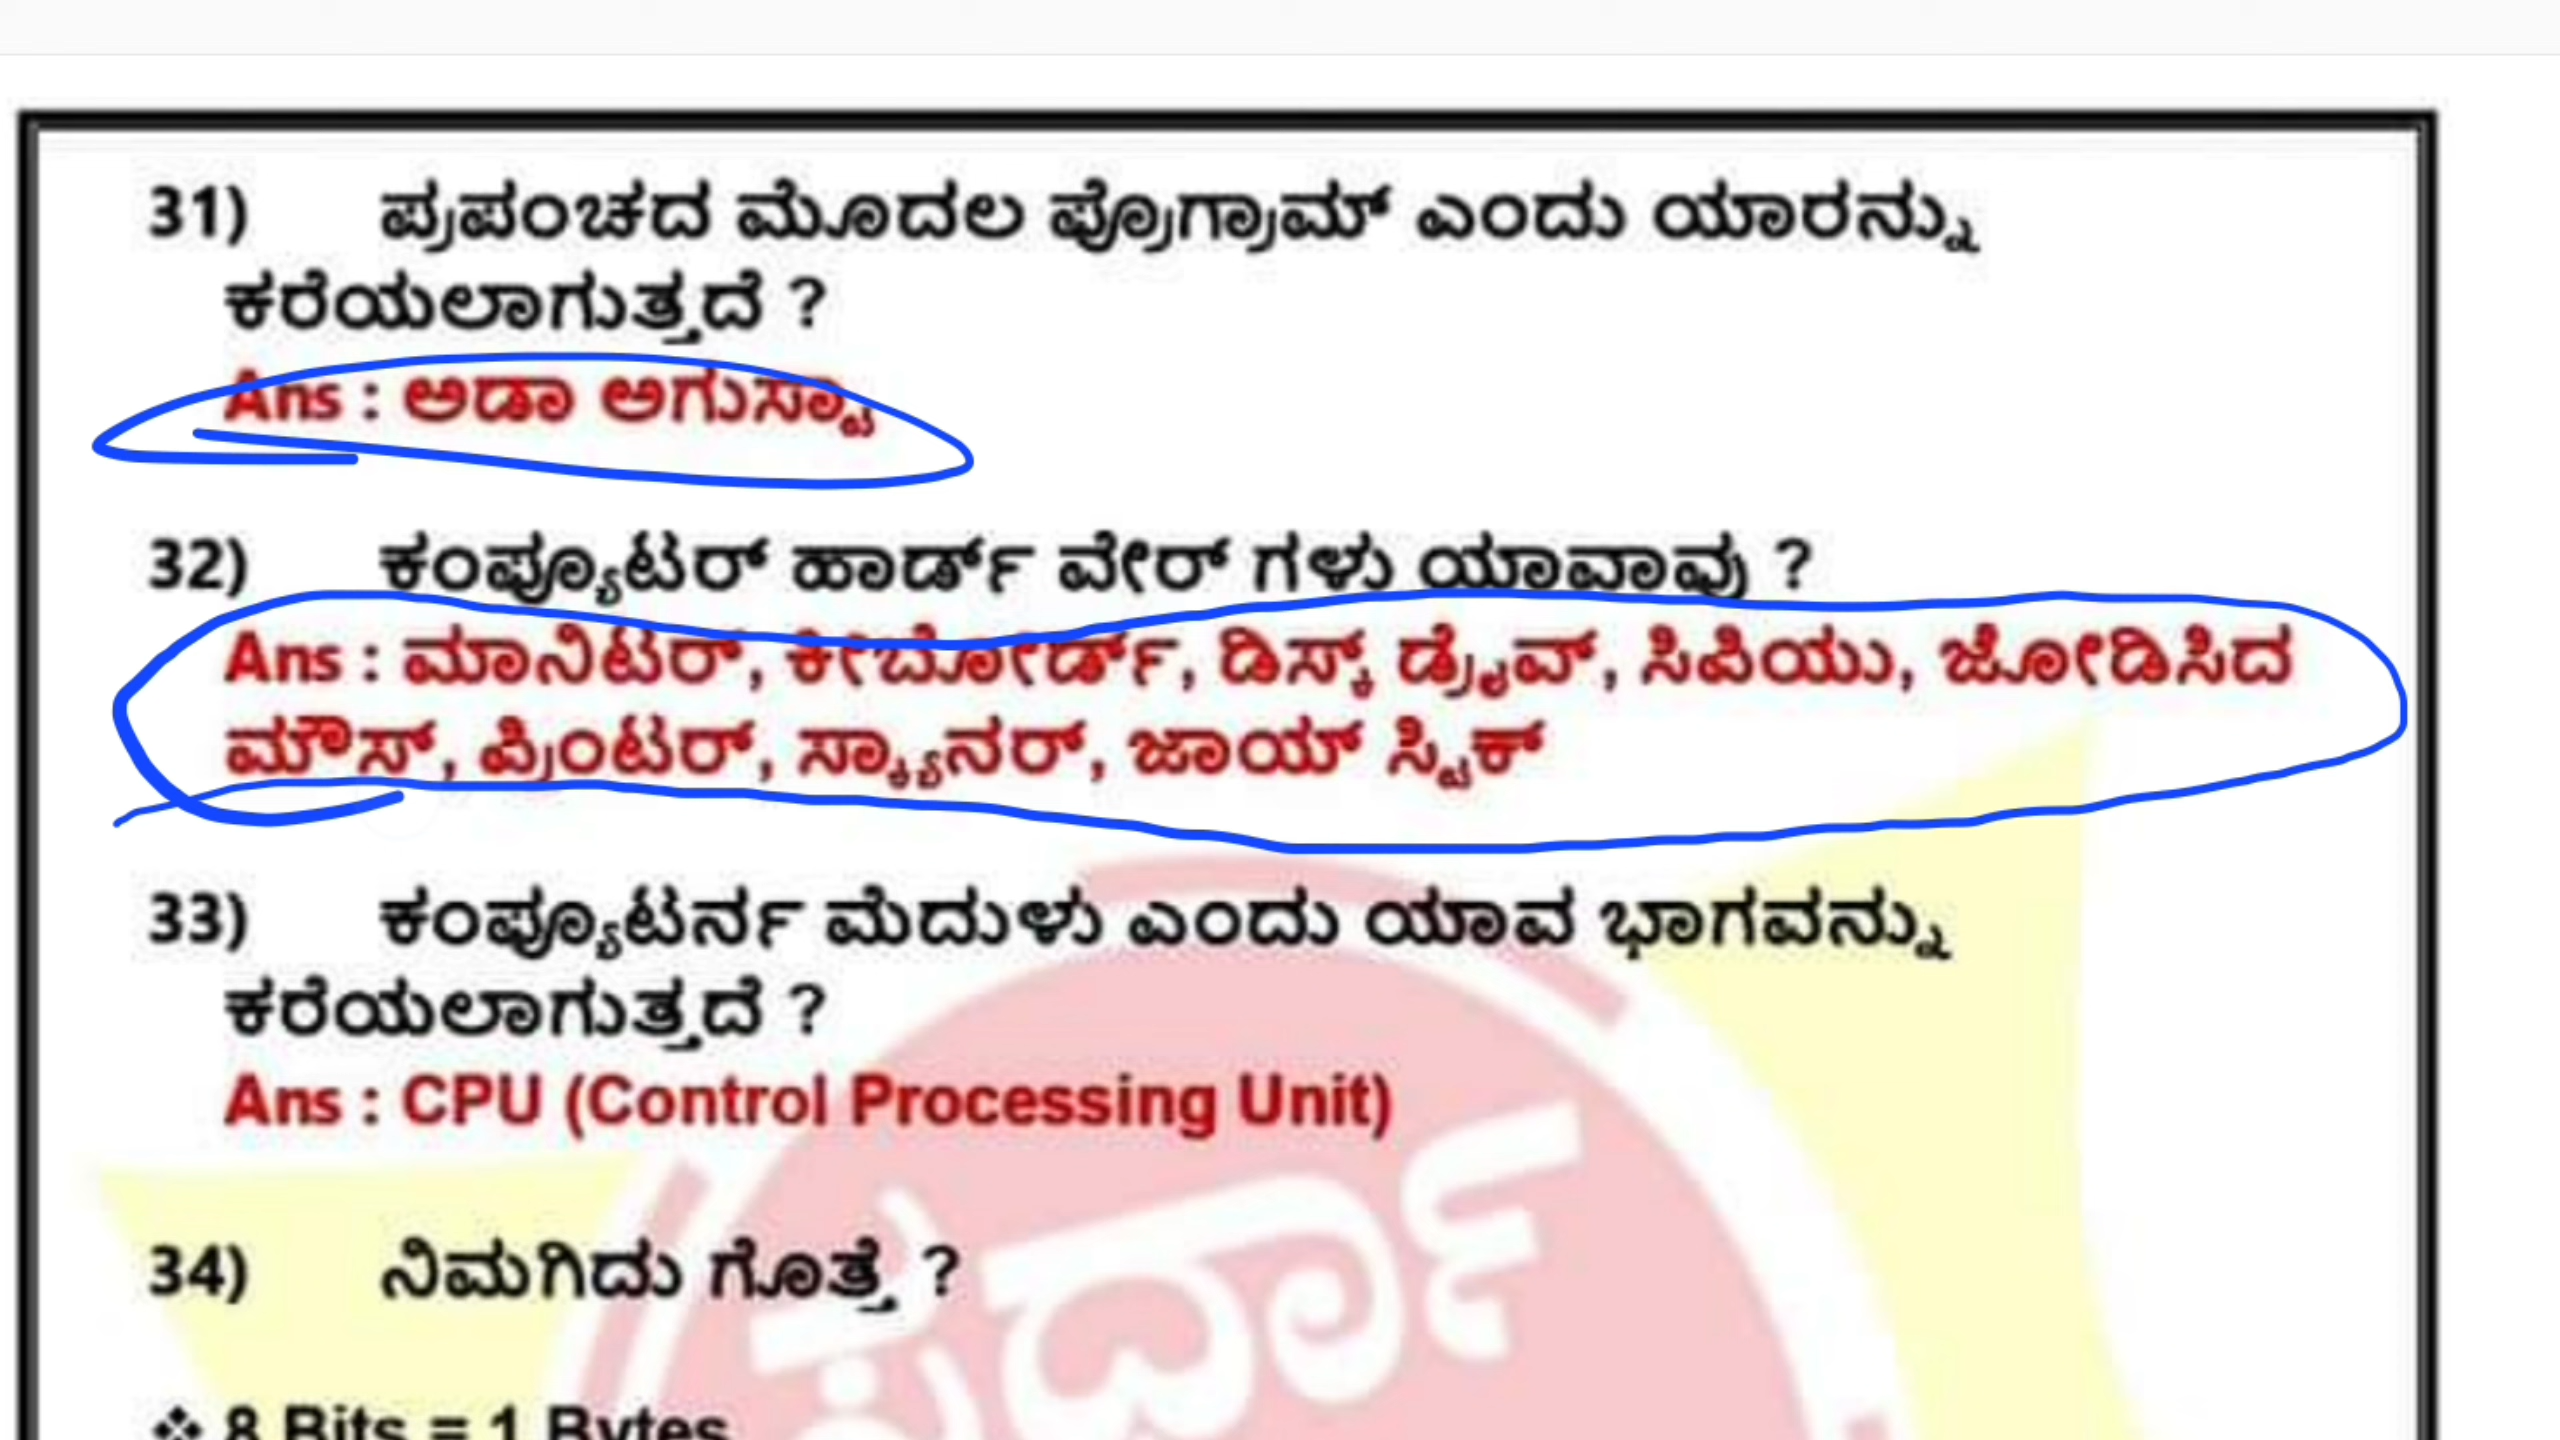 31) ಪ್ರಪಂಚದ ಮೊದಲ ಪ್ರೊಗ್ರಾಮ್ ಎಂದು ಯಾರನ್ನು
ಕರೆಯಲಾಗುತ್ತದೆ ?
Ans : ಅಡಾ ಅಗುಸ್ಟಾ
32) ಕಂಪ್ಯೂಟರ್ ಹಾರ್ಡ್ ವೇರ್ ಗಳು ಯಾವಾವು ?
Ans : ಮಾನಿಟರ್, ಕೀಬೋರ್ಡ್, ಡಿಸ್ಕ್ ಡ್ರೈವ್, ಸಿಪಿಯು, ಜೋಡಿಸಿದ
ಮೌಸ್, ಪ್ರಿಂಟರ್, ಸ್ಕ್ಯಾನರ್, ಜಾಯ್ ಸ್ಟಿಕ್
33) ಕಂಪ್ಯೂಟರ್ನ ಮೆದುಳು ಎಂದು ಯಾವ ಭಾಗವನ್ನು
ಕರೆಯಲಾಗುತ್ತದೆ ?
Ans : CPU (Control Processing Unit)
34) ನಿಮಗಿದು ಗೊತ್ತೆ ?
❖ 8 Bits = 1 Bytes